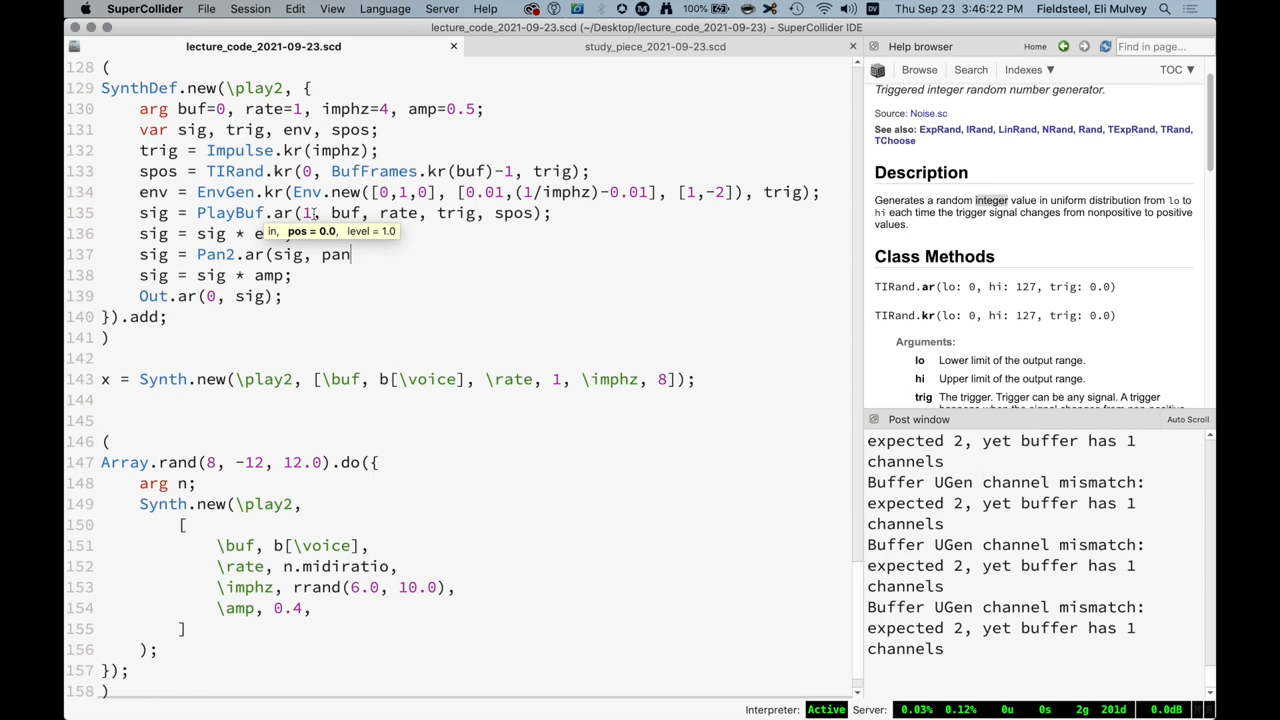 SuperCollider File Session Edit View Language Server Help 100% Thu Sep 23 3:46:22 PM Fieldsteel, Eli Mulvey
lecture_code_2021-09-23.scd (~/Desktop/lecture_code_2021-09-23) - SuperCollider IDE
lecture_code_2021-09-23.scd
study_piece_2021-09-23.scd
128 (
129 SynthDef.new(\play2, {
130 arg buf=0, rate=1, imphz=4, amp=0.5;
131 var sig, trig, env, spos;
132 trig = Impulse.kr(imphz);
133 spos = TIRand.kr(0, BufFrames.kr(buf)-1, trig);
134 env = EnvGen.kr(Env.new([0,1,0], [0.01,(1/imphz)-0.01], [1,-2]), trig);
135 sig = PlayBuf.ar(1, buf, rate, trig, spos);
in, pos = 0.0, level = 1.0
136 sig = sig * e
137 sig = Pan2.ar(sig, pan
138 sig = sig * amp;
139 Out.ar(0, sig);
140 }).add;
141 )
142
143 x = Synth.new(\play2, [\buf, b[\voice], \rate, 1, \imphz, 8]);
144
145
146 (
147 Array.rand(8, -12, 12.0).do({
148 arg n;
149 Synth.new(\play2,
150 [
151 \buf, b[\voice],
152 \rate, n.midiratio,
153 \imphz, rrand(6.0, 10.0),
154 \amp, 0.4,
155 ]
156 );
157 });
158 )
Help browser Home Find in page...
Browse Search Indexes ▼ TOC ▼
Triggered integer random number generator.
Source: Noise.sc
See also: ExpRand, IRand, LinRand, NRand, Rand, TExpRand, TRand,
TChoose
Description
Generates a random integer value in uniform distribution from lo to
hi each time the trigger signal changes from nonpositive to positive
values.
Class Methods
TIRand.ar(lo: 0, hi: 127, trig: 0.0)
TIRand.kr(lo: 0, hi: 127, trig: 0.0)
Arguments:
lo Lower limit of the output range.
hi Upper limit of the output range.
trig The trigger. Trigger can be any signal. A trigger
happens when the signal changes from non-positive
Post window Auto Scroll
expected 2, yet buffer has 1
channels
Buffer UGen channel mismatch:
expected 2, yet buffer has 1
channels
Buffer UGen channel mismatch:
expected 2, yet buffer has 1
channels
Buffer UGen channel mismatch:
expected 2, yet buffer has 1
channels
Interpreter: Active Server: 0.03% 0.12% 0u 0s 2g 201d 0.0dB M R